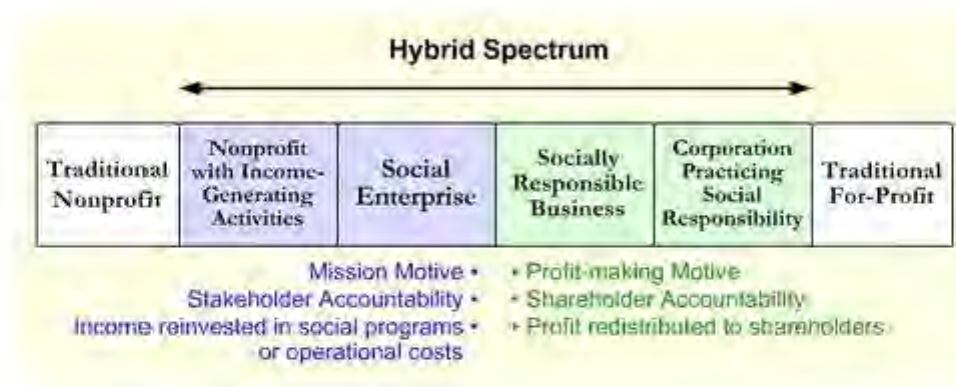 Hybrid Spectrum
Traditional
Nonprofit
Nonprofit
with Income-
Generating
Activities
Social
Enterprise
Socially
Responsible
Business
Corporation
Practicing
Social
Responsibility
Traditional
For-Profit
Mission Motive •
Stakeholder Accountability •
Income reinvested in social programs •
or operational costs
• Profit-making Motive
• Shareholder Accountability
• Profit redistributed to shareholders